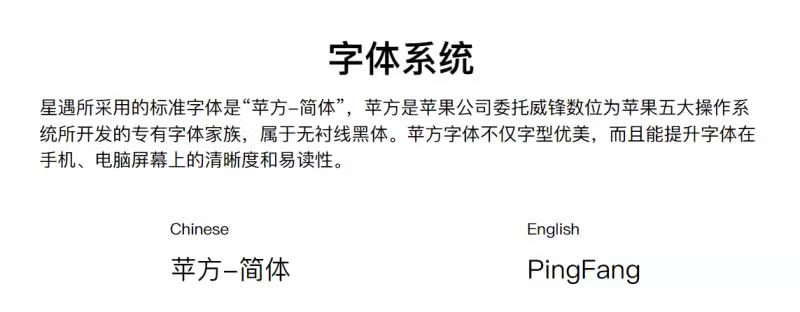 字体系统
星遇所采用的标准字体是“苹方-简体”，苹方是苹果公司委托威锋数位为苹果五大操作系
统所开发的专有字体家族，属于无衬线黑体。苹方字体不仅字型优美，而且能提升字体在
手机、电脑屏幕上的清晰度和易读性。
Chinese
English
苹方-简体
PingFang